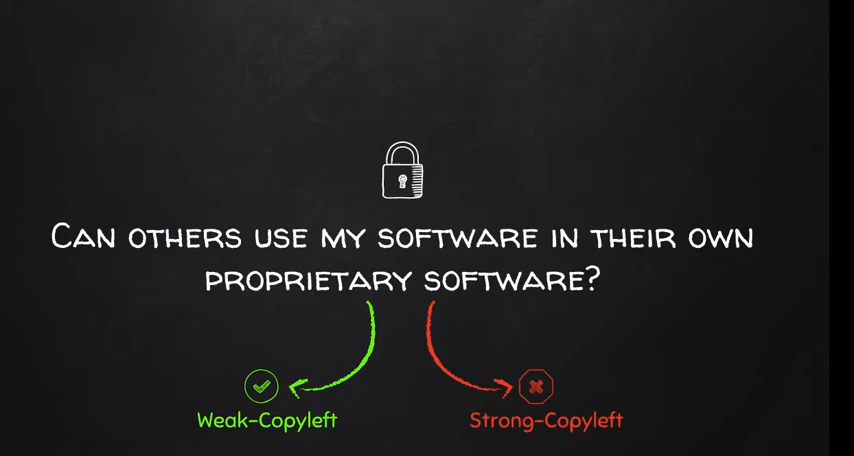 Can others use my software in their own
proprietary software?
Weak-Copyleft
Strong-Copyleft